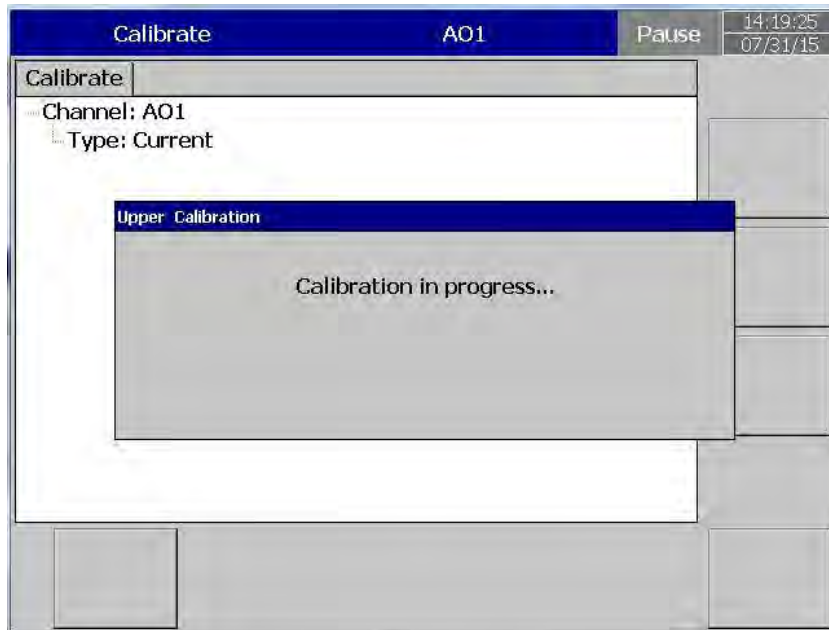 Calibrate AO1 Pause 14:19:25
07/31/15
Calibrate
Channel: AO1
Type: Current
Upper Calibration
Calibration in progress...